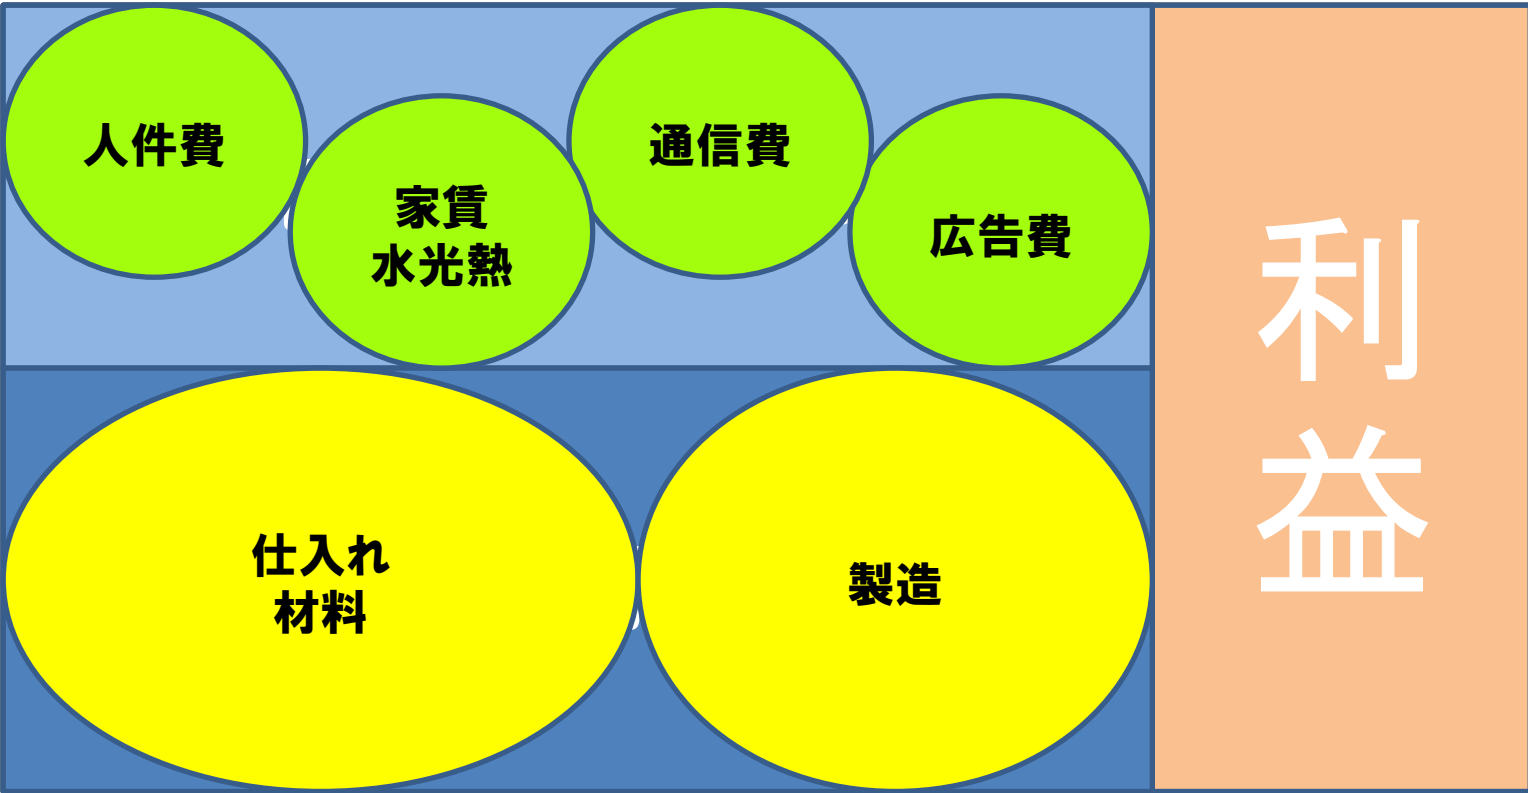 人件費
家賃
水光熱
通信費
広告費
仕入れ
材料
製造
利
益